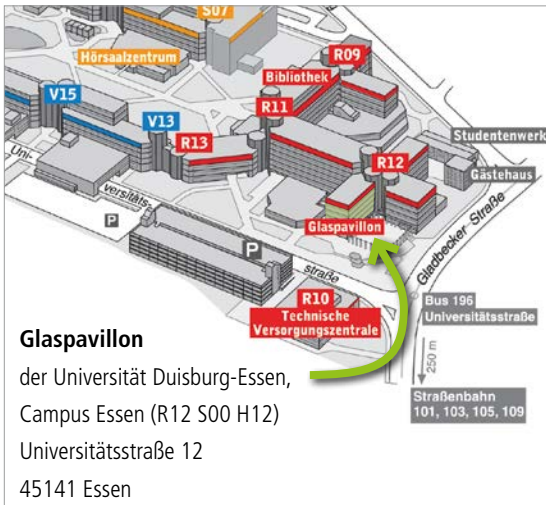 S07
Hörsaalzentrum
R09
Bibliothek
V15
R11
V13
R13
Studentenwerk
R12
Gästehaus
Uni-
versitäts-
P
Glaspavillon
Gladbecker Straße
P
straße
R10
Technische
Versorgungszentrale
Bus 196
Universitätsstraße
250 m
Straßenbahn
101, 103, 105, 109
Glaspavillon
der Universität Duisburg-Essen,
Campus Essen (R12 S00 H12)
Universitätsstraße 12
45141 Essen